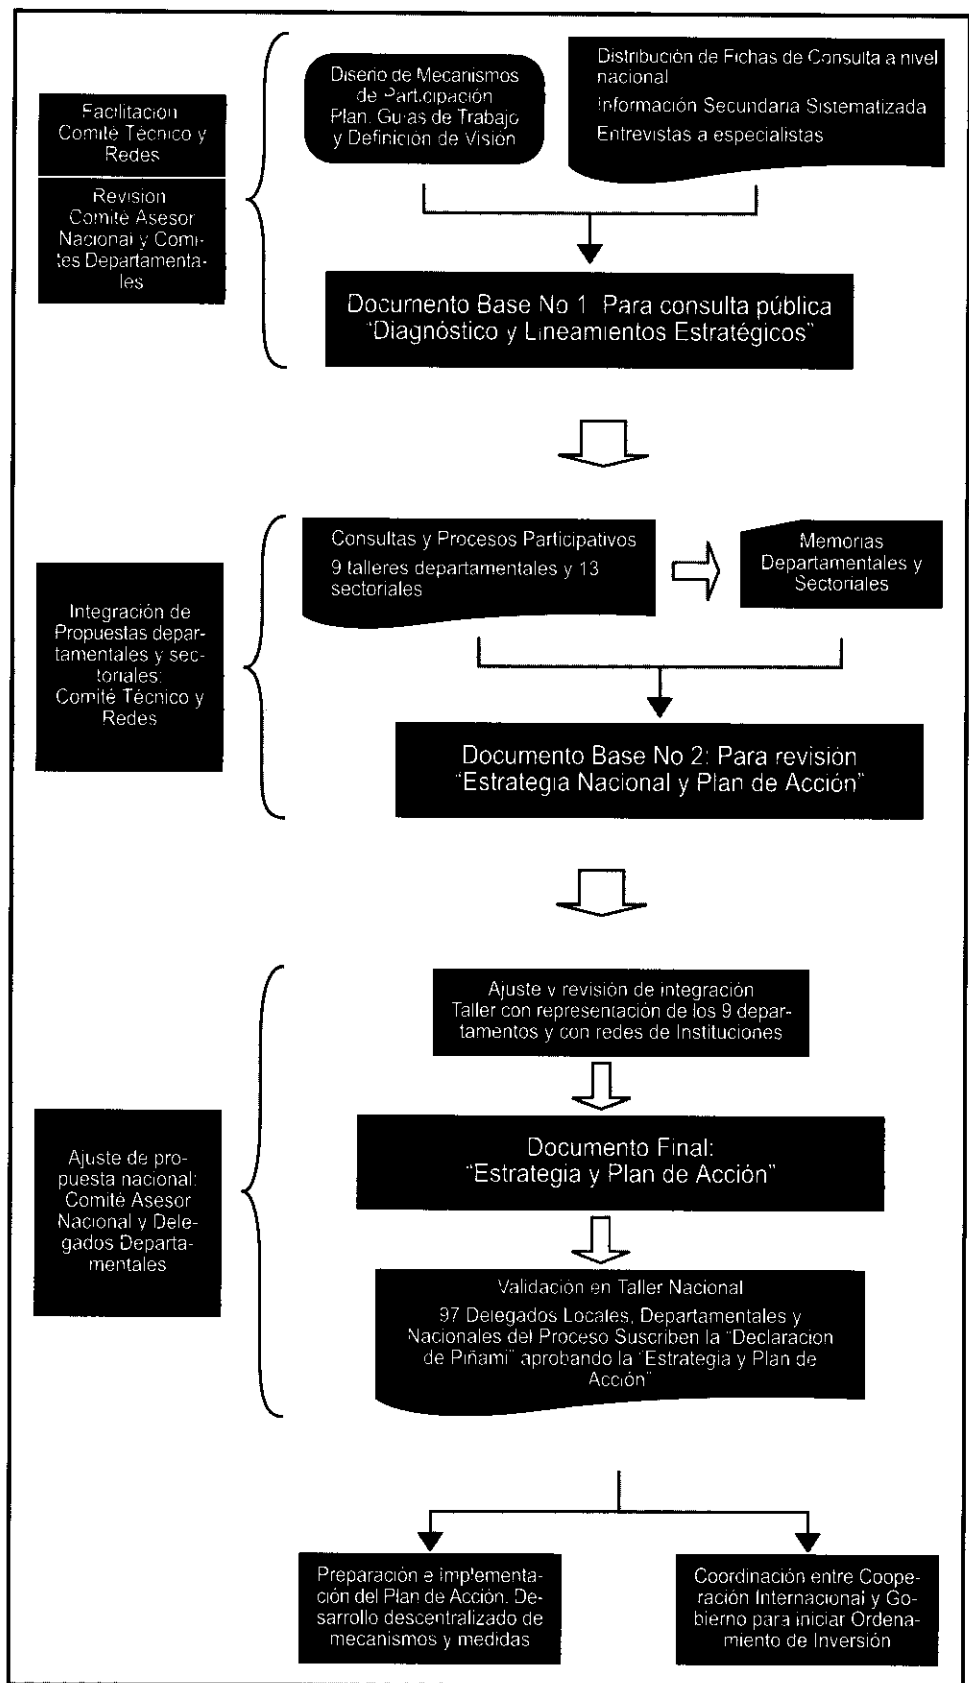 Facilitacion
Comité Técnico y
Redes
Revision
Comité Asesor
Nacional y Comi-
tes Departamenta-
les
Diseño de Mecanismos
de Participación
Plan, Guias de Trabajo
y Definición de Visión
Distribución de Fichas de Consulta a nivel
nacional
Información Secundaria Sistematizada
Entrevistas a especialistas
Documento Base No 1 Para consulta pública
"Diagnóstico y Lineamientos Estratégicos"
Integración de
Propuestas depar-
tamentales y sec-
toriales:
Comité Técnico y
Redes
Consultas y Procesos Participativos
9 talleres departamentales y 13
sectoriales
Memorias
Departamentales y
Sectoriales
Documento Base No 2: Para revisión
"Estrategia Nacional y Plan de Acción"
Ajuste de pro-
puesta nacional:
Comité Asesor
Nacional y Dele-
gados Departa-
mentales
Ajuste y revisión de integración
Taller con representación de los 9 depar-
tamentos y con redes de Instituciones
Documento Final:
"Estrategia y Plan de Acción"
Validación en Taller Nacional
97 Delegados Locales, Departamentales y
Nacionales del Proceso Suscriben la "Declaracion
de Piñami" aprobando la "Estrategia y Plan de
Acción"
Preparación e implementa-
ción del Plan de Acción. De-
sarrollo descentralizado de
mecanismos y medidas
Coordinación entre Coope-
ración Internacional y Go-
bierno para iniciar Ordena-
miento de Inversión